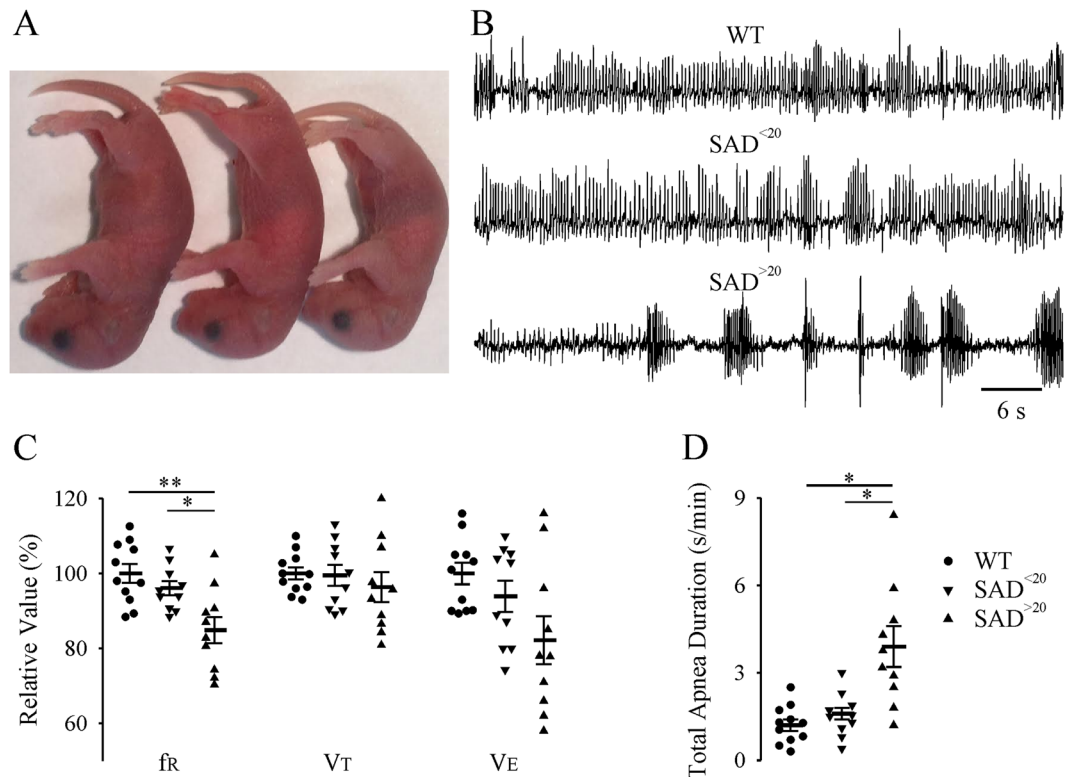 A
B
WT
SAD<20
SAD>20
6 s
C
D
**
*
120
100
80
60
Relative Value (%)
fR
VT
VE
*
*
9
6
3
0
Total Apnea Duration (s/min)
WT
SAD<20
SAD>20